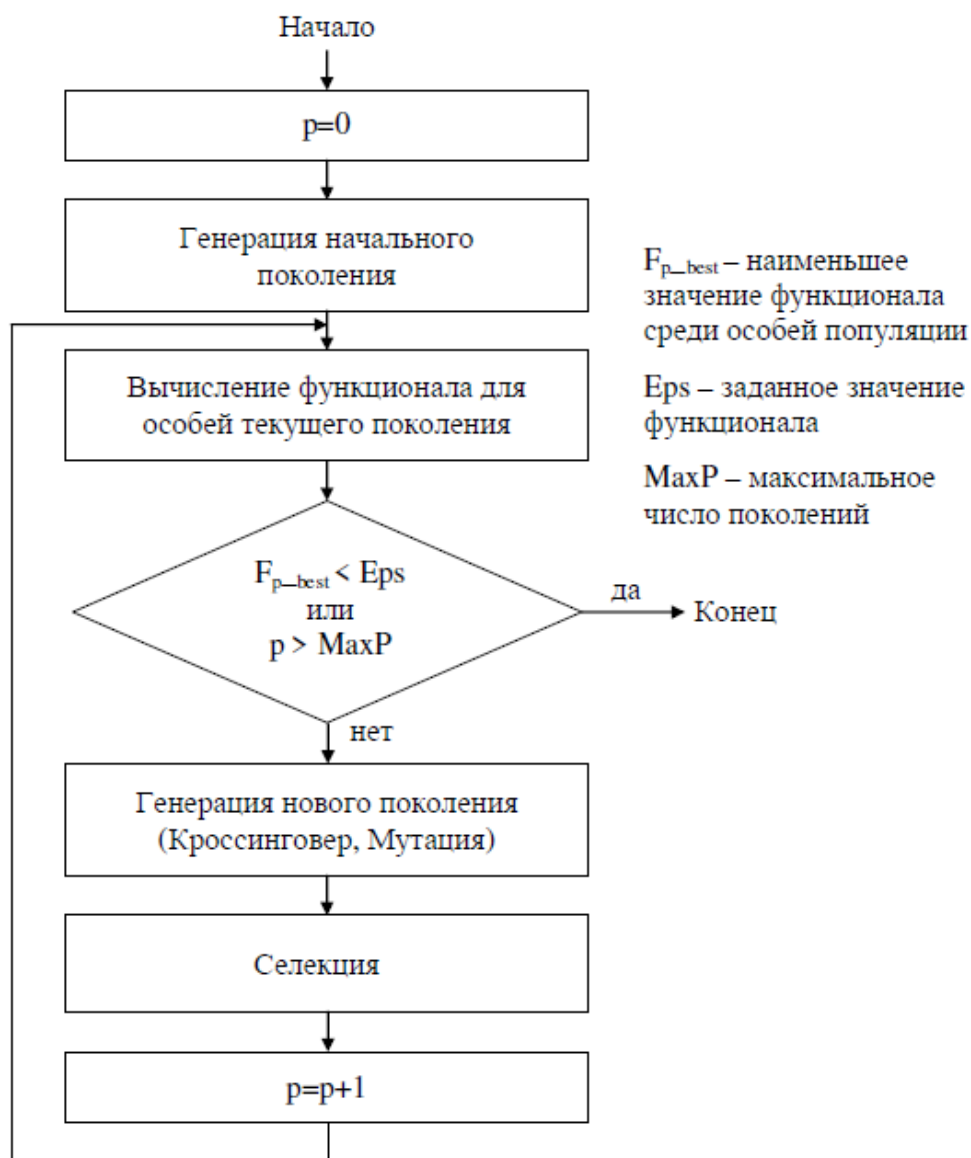 Начало
p=0
Генерация начального
поколения
Вычисление функционала для
особей текущего поколения
F_p_best < Eps
или
p > MaxP
да
Конец
нет
Генерация нового поколения
(Кроссинговер, Мутация)
Селекция
p=p+1
F_p_best – наименьшее
значение функционала
среди особей популяции
Eps – заданное значение
функционала
MaxP – максимальное
число поколений